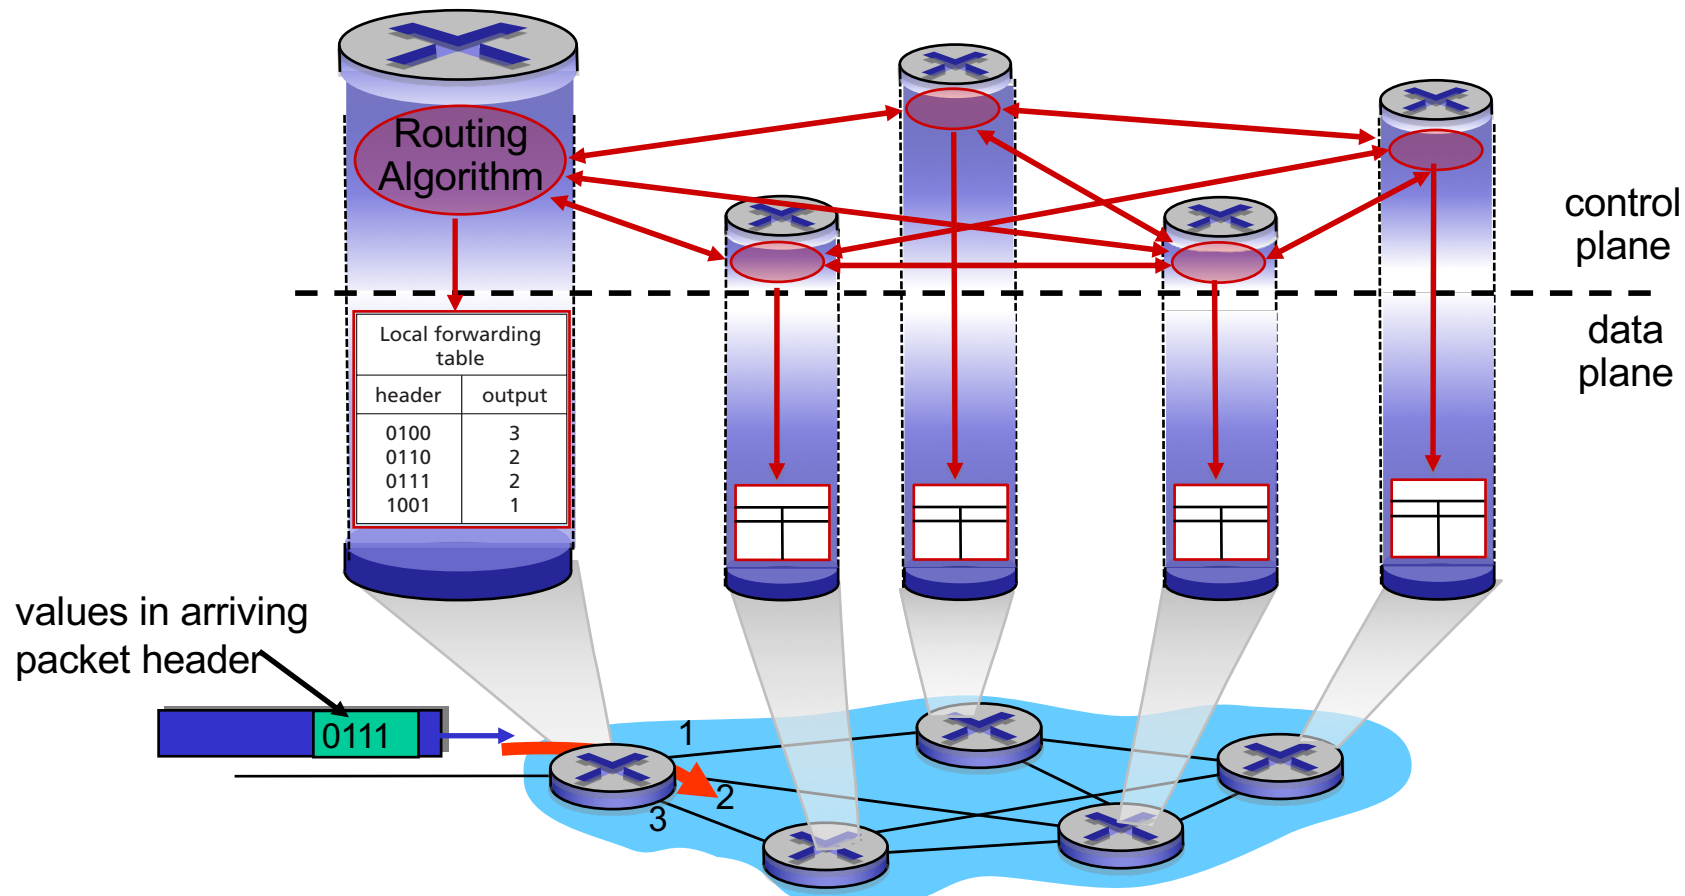 Routing
Algorithm
control
plane
data
plane
Local forwarding
table
header output
0100 3
0110 2
0111 2
1001 1
values in arriving
packet header
0111
1
2
3